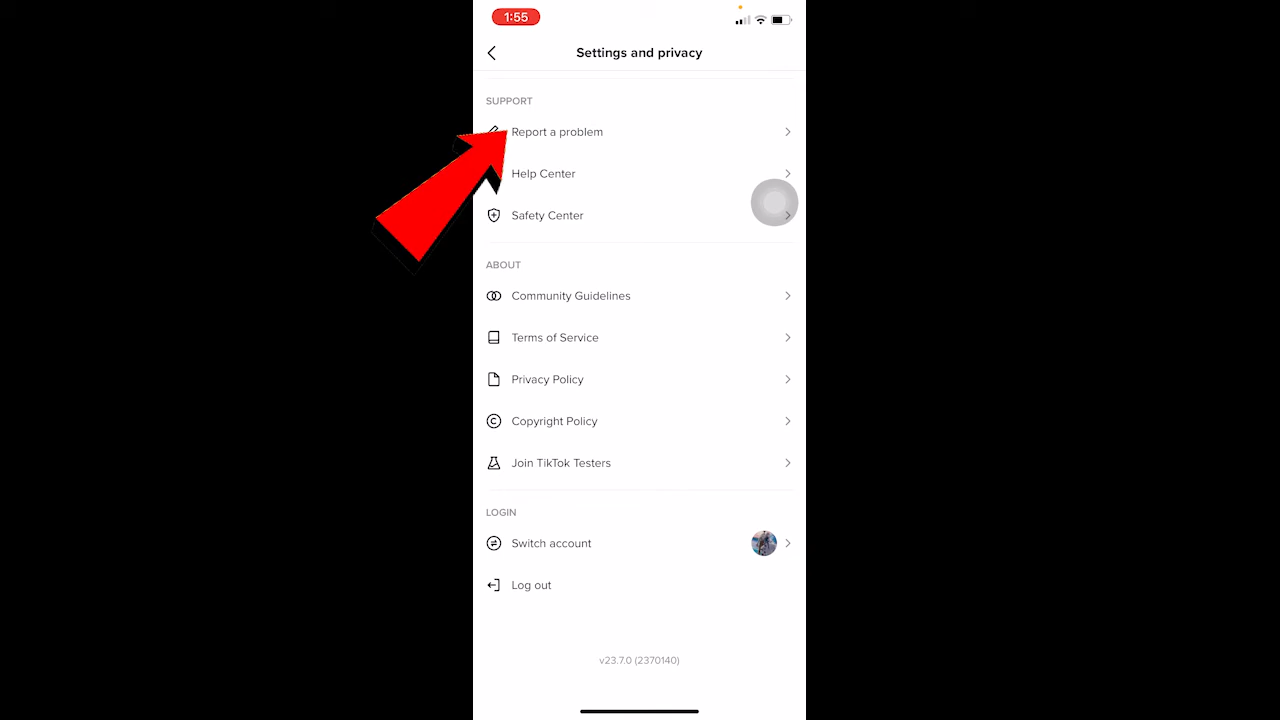 1:55
Settings and privacy
SUPPORT
Report a problem
Help Center
Safety Center
ABOUT
Community Guidelines
Terms of Service
Privacy Policy
Copyright Policy
Join TikTok Testers
LOGIN
Switch account
Log out
v23.7.0 (2370140)